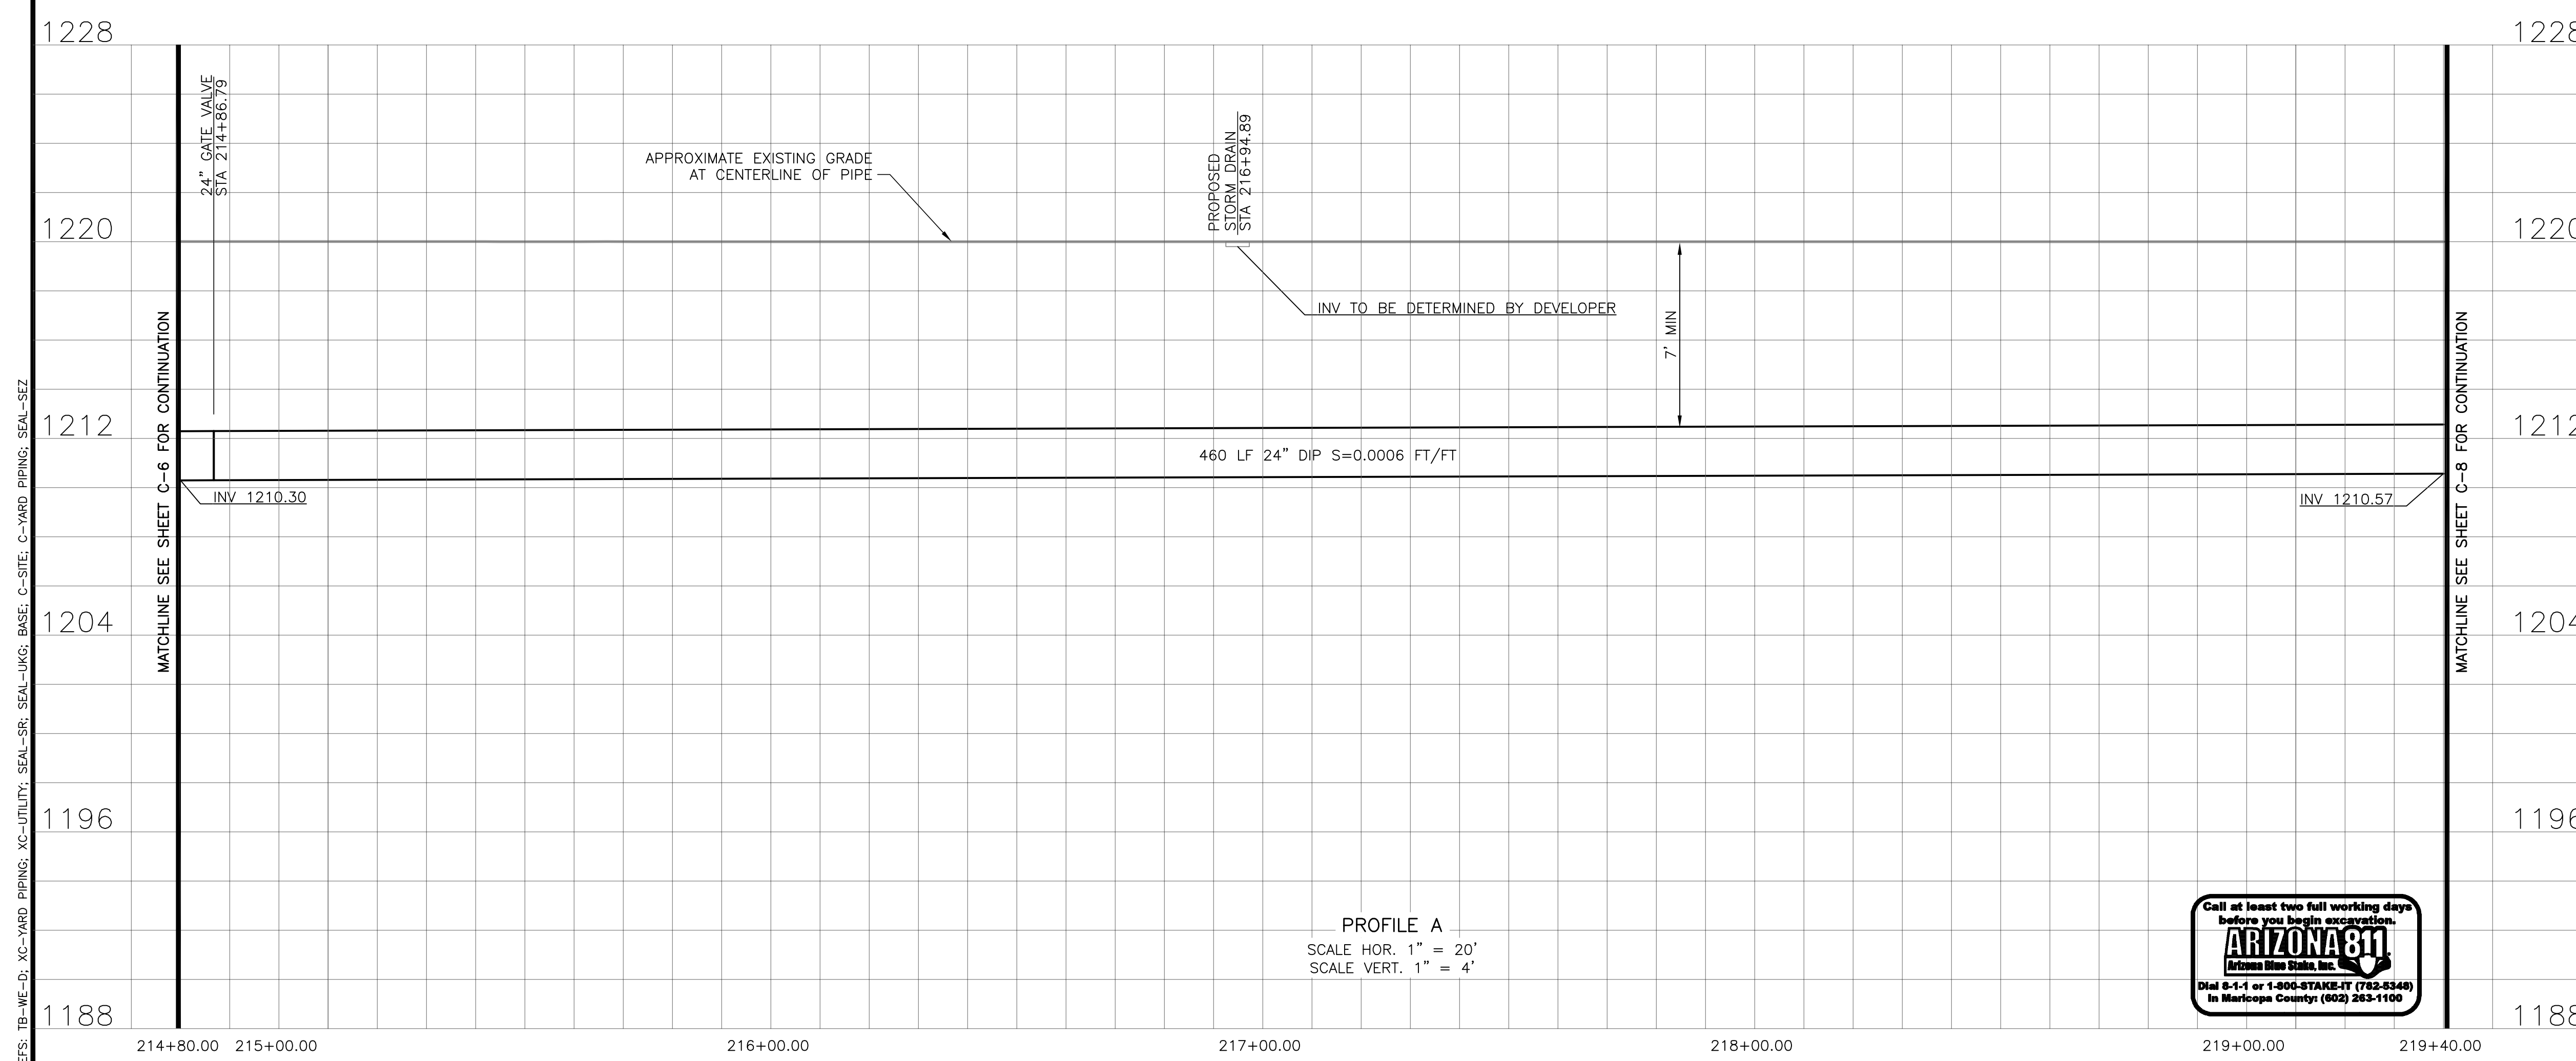 1228
1228
24" GATE VALVE
STA 214+86.79
APPROXIMATE EXISTING GRADE
AT CENTERLINE OF PIPE
PROPOSED
STORM DRAIN
STA 216+94.89
1220
1220
INV TO BE DETERMINED BY DEVELOPER
7' MIN
MATCHLINE SEE SHEET C-6 FOR CONTINUATION
MATCHLINE SEE SHEET C-8 FOR CONTINUATION
1212
1212
460 LF 24" DIP S=0.0006 FT/FT
INV 1210.30
INV 1210.57
EFS: TB-WE-D; XC-YARD PIPING; XC-UTILITY; SEAL-SR; SEAL-UKG; BASE; C-SITE; C-YARD PIPING; SEAL-SEZ
1204
1204
1196
1196
PROFILE A
SCALE HOR. 1" = 20'
SCALE VERT. 1" = 4'
Call at least two full working days
before you begin excavation.
ARIZONA 811
Arizona Blue Stake, Inc.
Dial 8-1-1 or 1-800-STAKE-IT (782-5348)
In Maricopa County: (602) 263-1100
1188
1188
214+80.00 215+00.00 216+00.00 217+00.00 218+00.00 219+00.00 219+40.00